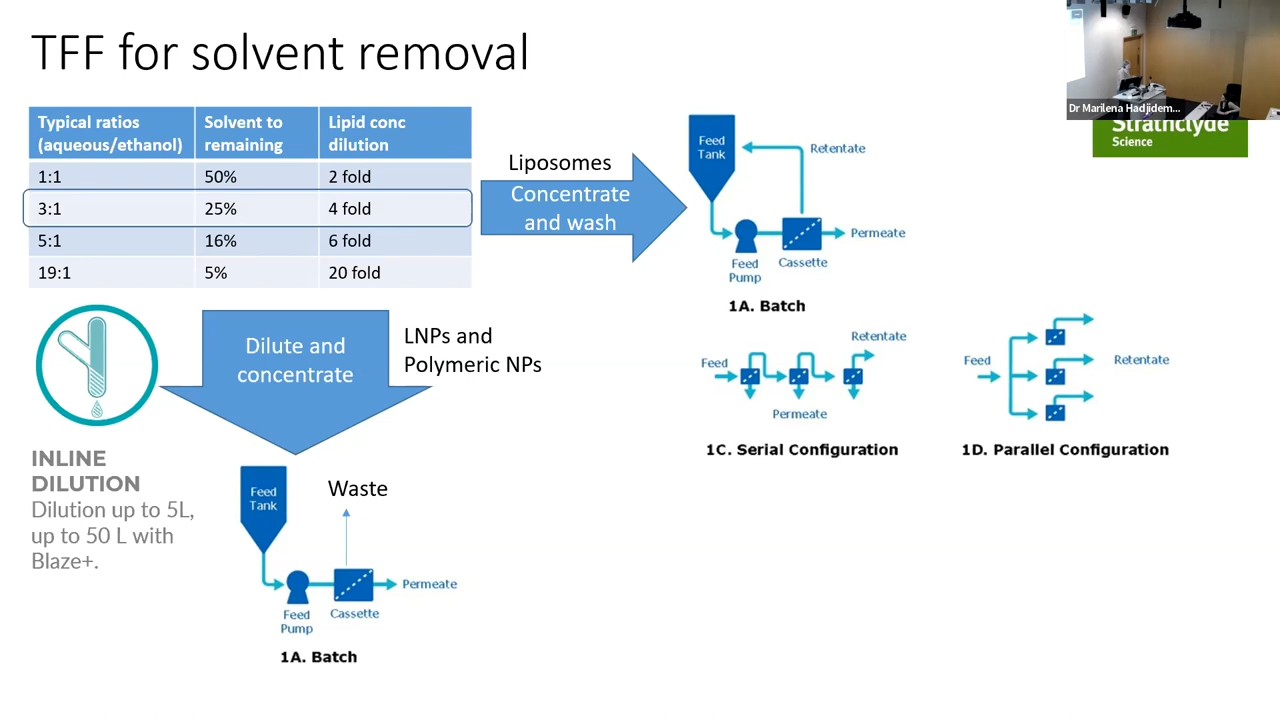 TFF for solvent removal
Dr Marilena Hadjidem...
Strathclyde
Science
Typical ratios (aqueous/ethanol)
Solvent to remaining
Lipid conc dilution
1:1 50% 2 fold
3:1 25% 4 fold
5:1 16% 6 fold
19:1 5% 20 fold
Liposomes
Concentrate
and wash
Feed
Tank
Retentate
Permeate
Feed
Pump
Cassette
1A. Batch
Dilute and
concentrate
LNPs and
Polymeric NPs
Feed
Retentate
Permeate
1C. Serial Configuration
Feed
Retentate
1D. Parallel Configuration
INLINE
DILUTION
Dilution up to 5L,
up to 50 L with
Blaze+.
Feed
Tank
Waste
Permeate
Feed
Pump
Cassette
1A. Batch